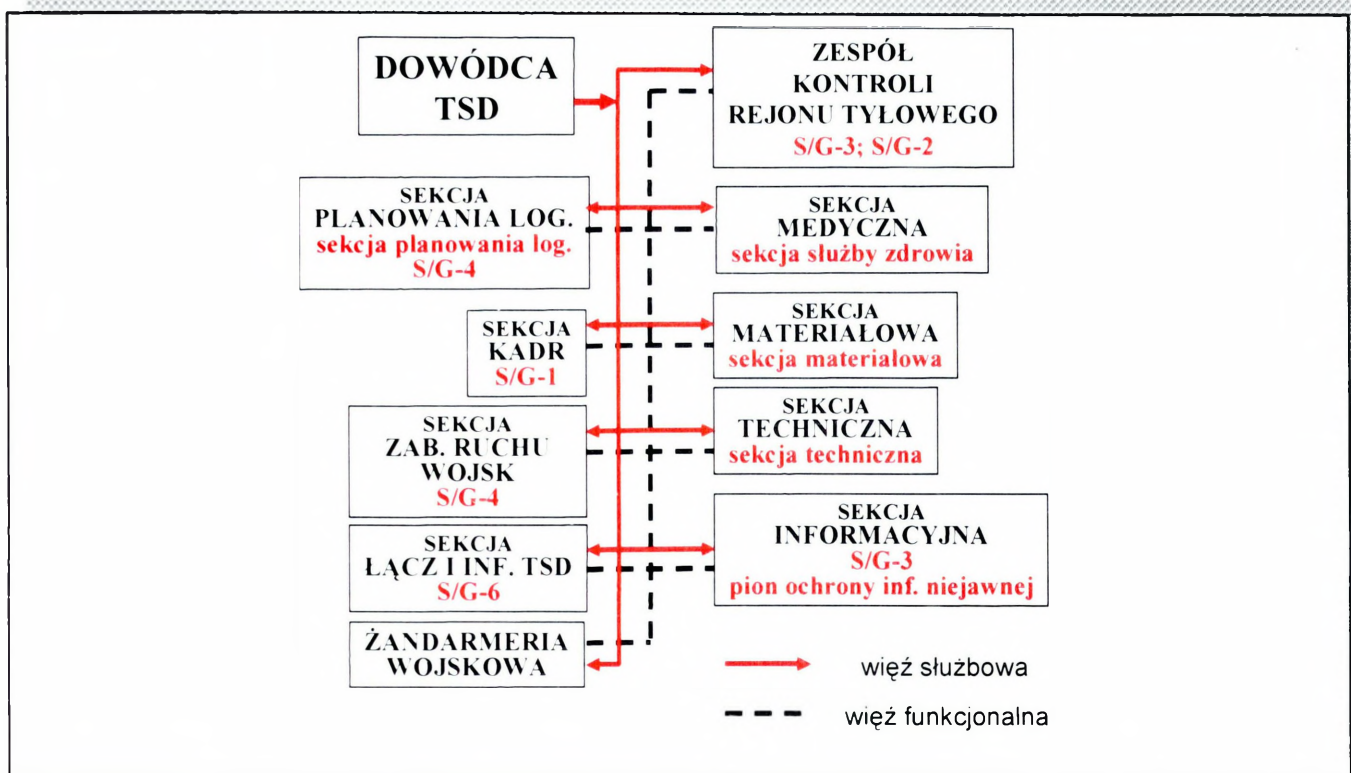 DOWÓDCA
TSD
ZESPÓŁ
KONTROLI
REJONU TYŁOWEGO
S/G-3; S/G-2
SEKCJA
PLANOWANIA LOG.
sekcja planowania log.
S/G-4
SEKCJA
MEDYCZNA
sekcja służby zdrowia
SEKCJA
KADR
S/G-1
SEKCJA
MATERIAŁOWA
sekcja materiałowa
SEKCJA
ZAB. RUCHU
WOJSK
S/G-4
SEKCJA
TECHNICZNA
sekcja techniczna
SEKCJA
ŁĄCZ I INF. TSD
S/G-6
SEKCJA
INFORMACYJNA
S/G-3
pion ochrony inf. niejawnej
ŻANDARMERIA
WOJSKOWA
więź służbowa
więź funkcjonalna